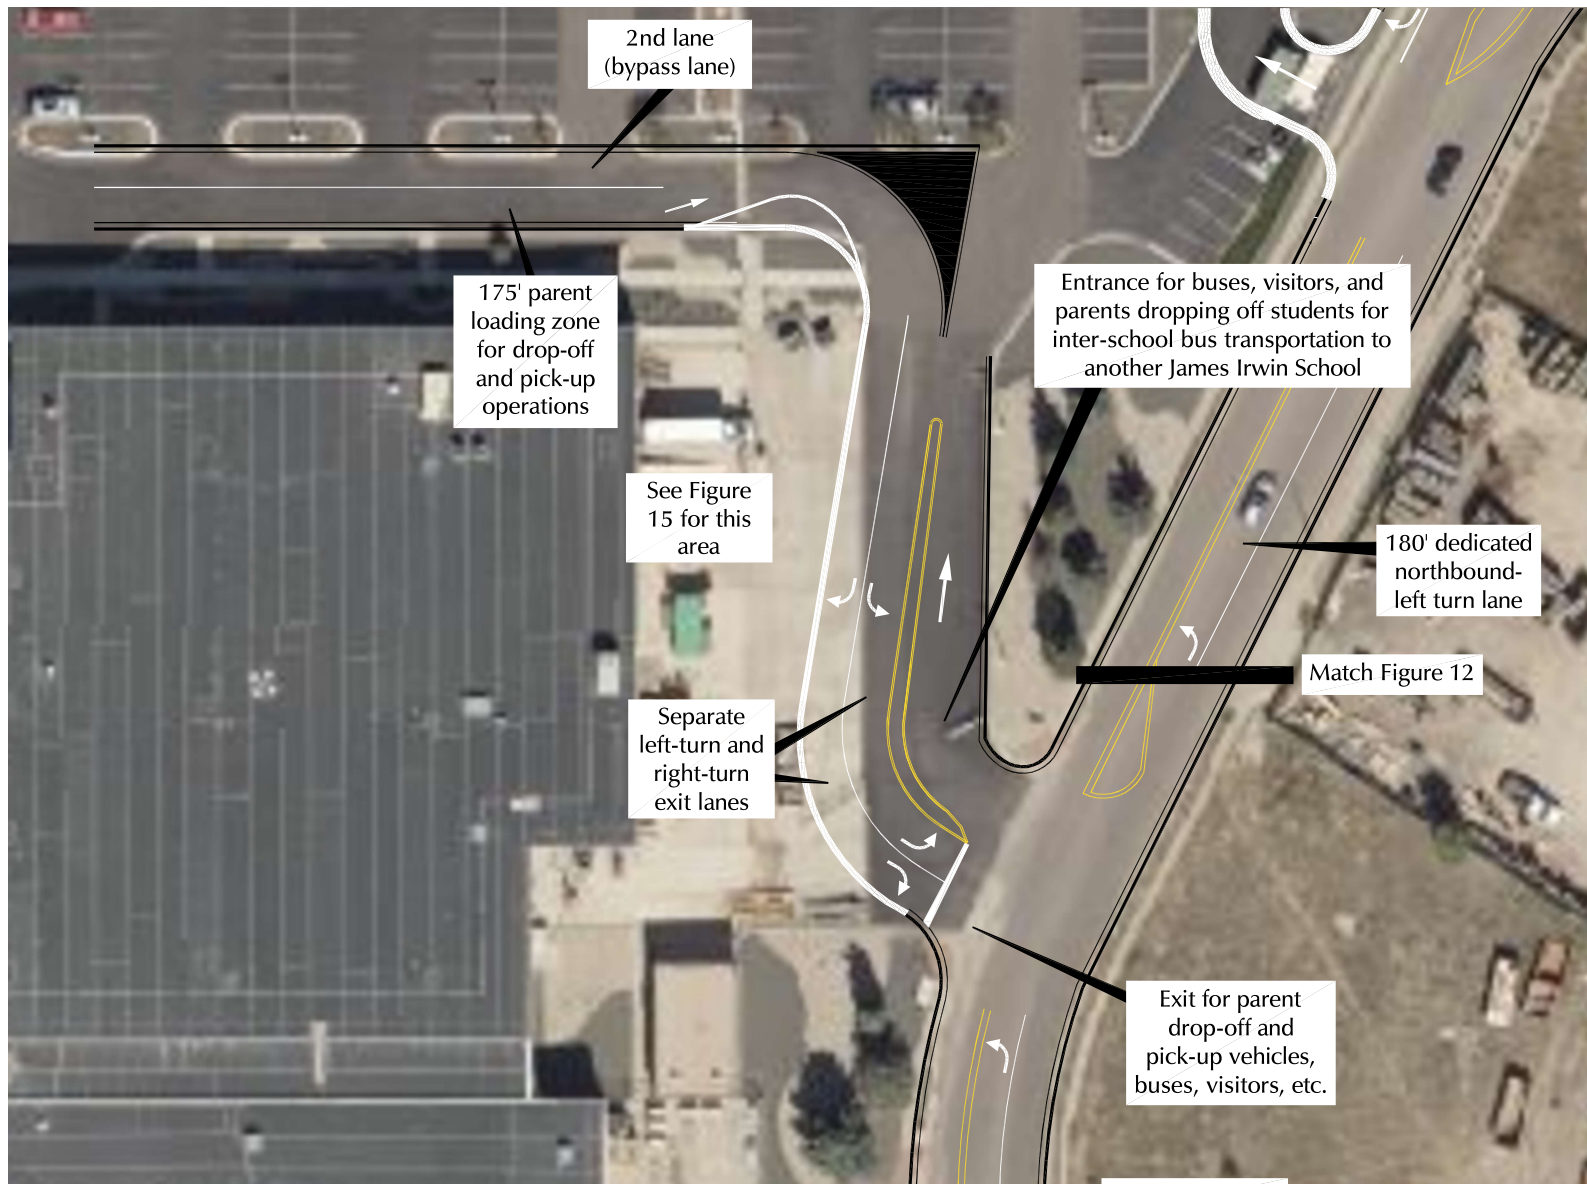 2nd lane
(bypass lane)
175' parent
loading zone
for drop-off
and pick-up
operations
Entrance for buses, visitors, and
parents dropping off students for
inter-school bus transportation to
another James Irwin School
See Figure
15 for this
area
180' dedicated
northbound-
left turn lane
Match Figure 12
Separate
left-turn and
right-turn
exit lanes
Exit for parent
drop-off and
pick-up vehicles,
buses, visitors, etc.